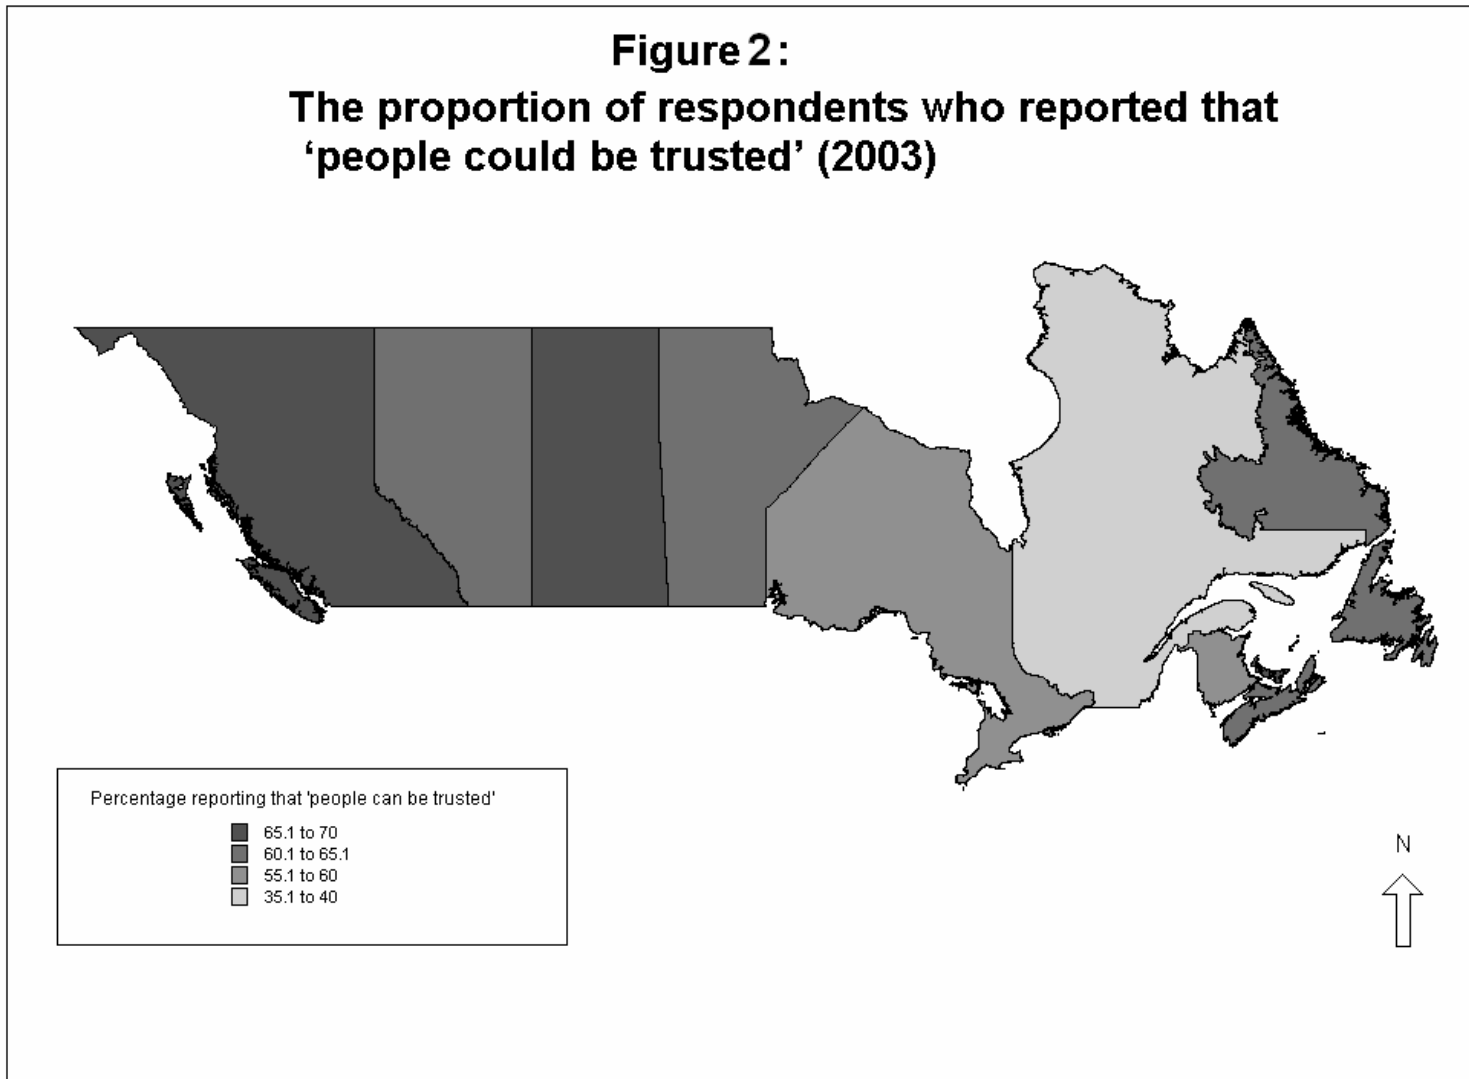 Figure 2:
The proportion of respondents who reported that
‘people could be trusted’ (2003)
Percentage reporting that 'people can be trusted'
65.1 to 70
60.1 to 65.1
55.1 to 60
35.1 to 40
N